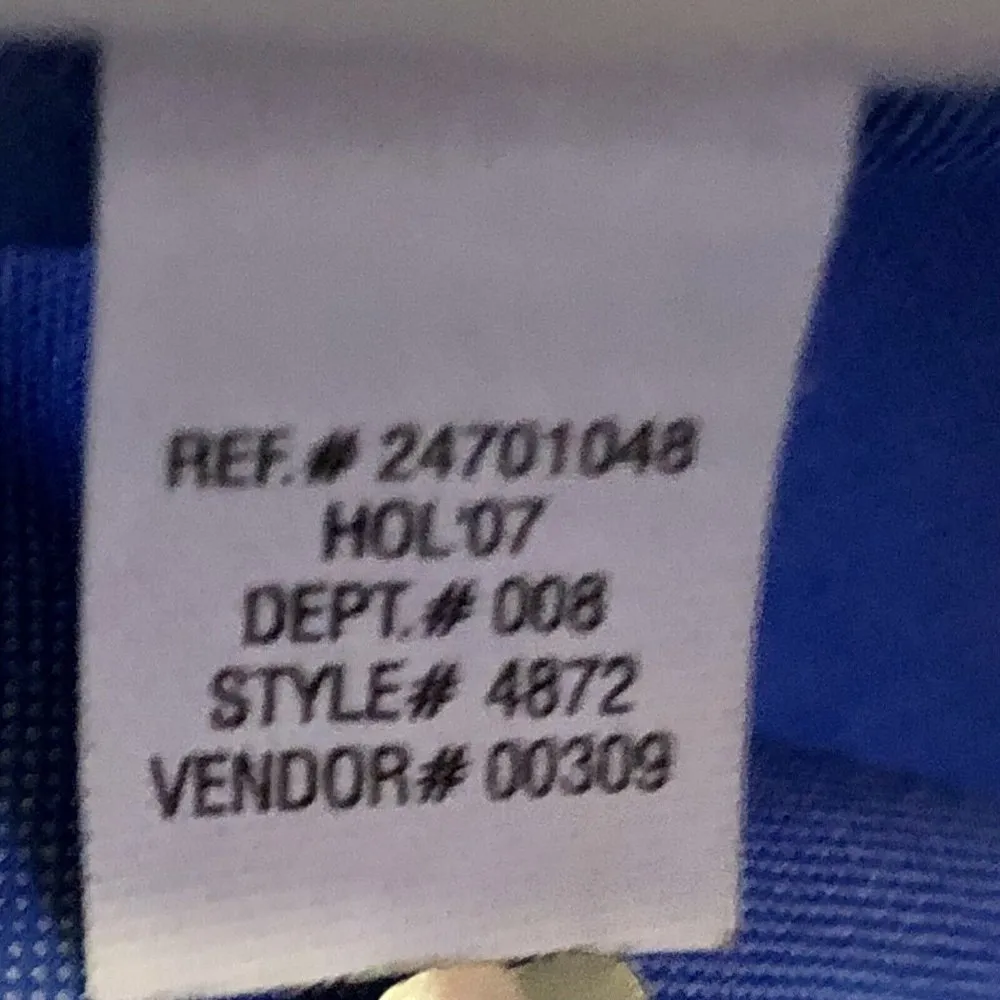 REF.# 24701048
HOL'07
DEPT.# 008
STYLE# 4872
VENDOR# 00309